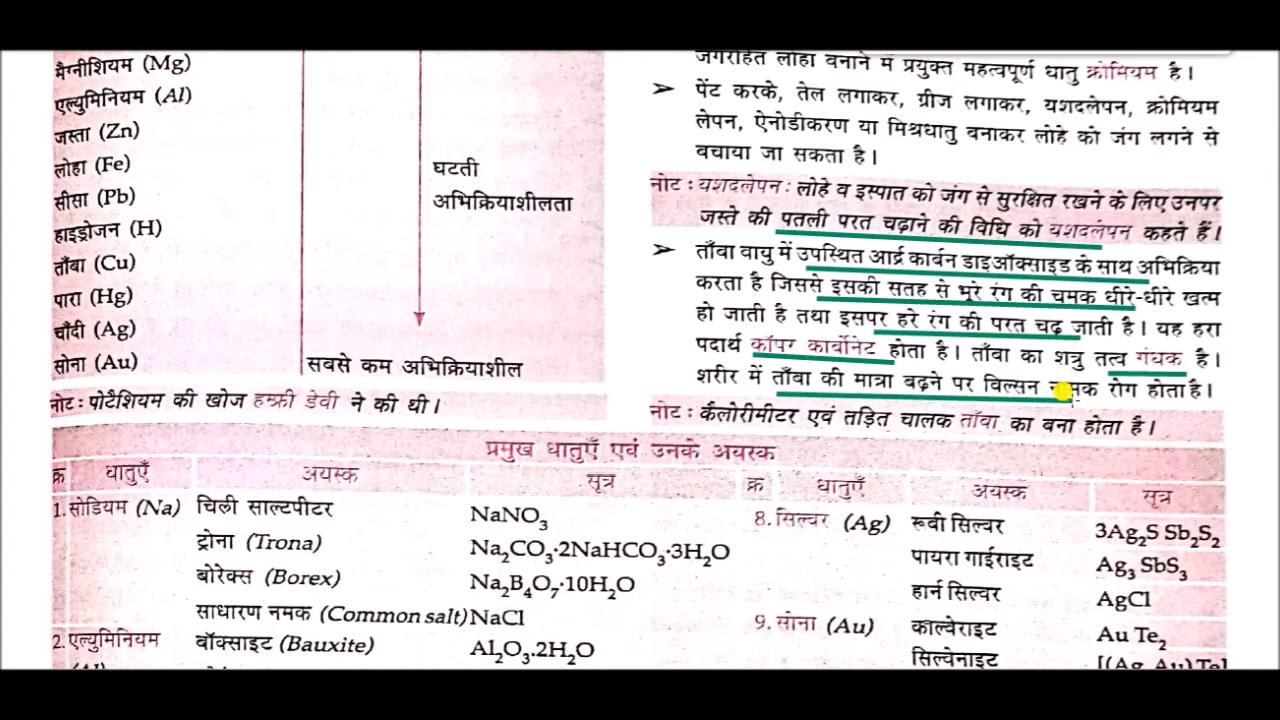 मैग्नीशियम (Mg)
एल्युमिनियम (Al)
जस्ता (Zn)
लोहा (Fe)
सीसा (Pb)
हाइड्रोजन (H)
ताँबा (Cu)
पारा (Hg)
चाँदी (Ag)
सोना (Au)
घटती
अभिक्रियाशीलता
सबसे कम अभिक्रियाशील
नोट : पोटैशियम की खोज हम्फ्री डेवी ने की थी।
जंगरहित लोहा बनाने में प्रयुक्त महत्वपूर्ण धातु क्रोमियम है।
➢ पेंट करके, तेल लगाकर, ग्रीज लगाकर, यशदलेपन, क्रोमियम
लेपन, ऐनोडीकरण या मिश्रधातु बनाकर लोहे को जंग लगने से
बचाया जा सकता है।
नोट : यशदलेपन : लोहे व इस्पात को जंग से सुरक्षित रखने के लिए उनपर
जस्ते की पतली परत चढ़ाने की विधि को यशदलेपन कहते हैं।
➢ ताँबा वायु में उपस्थित आर्द्र कार्बन डाइऑक्साइड के साथ अभिक्रिया
करता है जिससे इसकी सतह से भूरे रंग की चमक धीरे-धीरे खत्म
हो जाती है तथा इसपर हरे रंग की परत चढ़ जाती है। यह हरा
पदार्थ कॉपर कार्बोनेट होता है। ताँबा का शत्रु तत्व गंधक है।
शरीर में ताँबा की मात्रा बढ़ने पर विल्सन नामक रोग होता है।
नोट : कैलोरीमीटर एवं तड़ित चालक ताँबा का बना होता है।
प्रमुख धातुएँ एवं उनके अयस्क
क्र धातुएँ अयस्क सूत्र क्र धातुएँ अयस्क सूत्र
1. सोडियम (Na) चिली साल्टपीटर NaNO₃
ट्रोना (Trona) Na₂CO₃·2NaHCO₃·3H₂O
बोरेक्स (Borex) Na₂B₄O₇·10H₂O
साधारण नमक (Common salt) NaCl
2. एल्युमिनियम बॉक्साइट (Bauxite) Al₂O₃.2H₂O
8. सिल्वर (Ag) रूबी सिल्वर 3Ag₂S Sb₂S₂
पायरा गाईराइट Ag₃ SbS₃
हार्न सिल्वर AgCl
9. सोना (Au) काल्वेराइट Au Te₂
सिल्वेनाइट [(Ag, Au) Te]